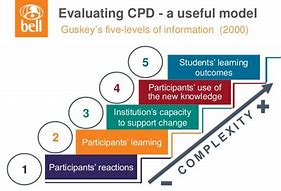 bell
Evaluating CPD - a useful model
Guskey's five-levels of information (2000)
5
Students' learning
outcomes
4
Participants' use of
the new knowledge
3
Institution's capacity
to support change
2
Participants' learning
1
Participants' reactions
- COMPLEXITY +